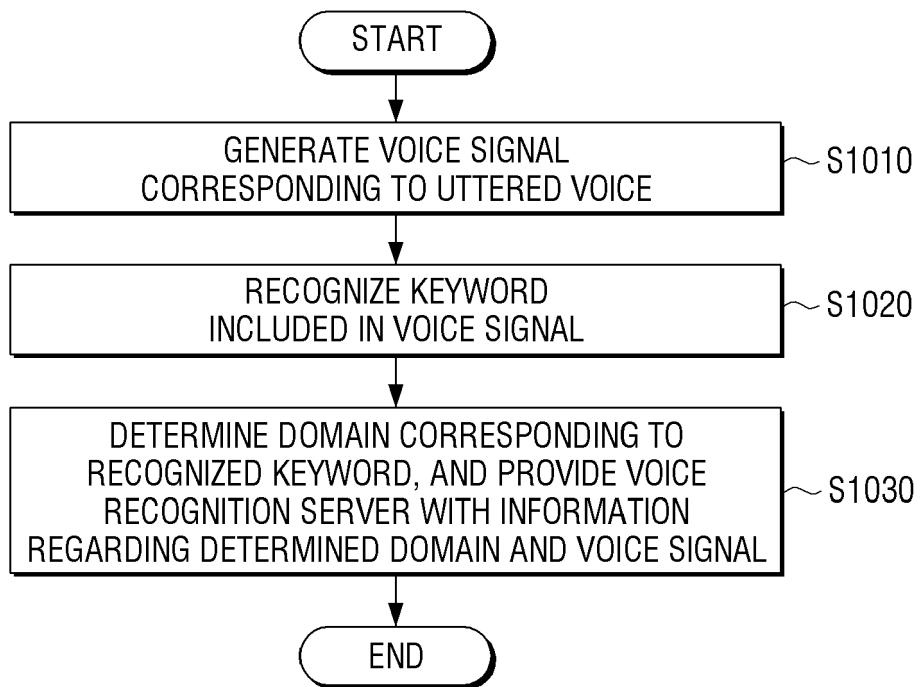 START
GENERATE VOICE SIGNAL
CORRESPONDING TO UTTERED VOICE
S1010
RECOGNIZE KEYWORD
INCLUDED IN VOICE SIGNAL
S1020
DETERMINE DOMAIN CORRESPONDING TO
RECOGNIZED KEYWORD, AND PROVIDE VOICE
RECOGNITION SERVER WITH INFORMATION
REGARDING DETERMINED DOMAIN AND VOICE SIGNAL
S1030
END